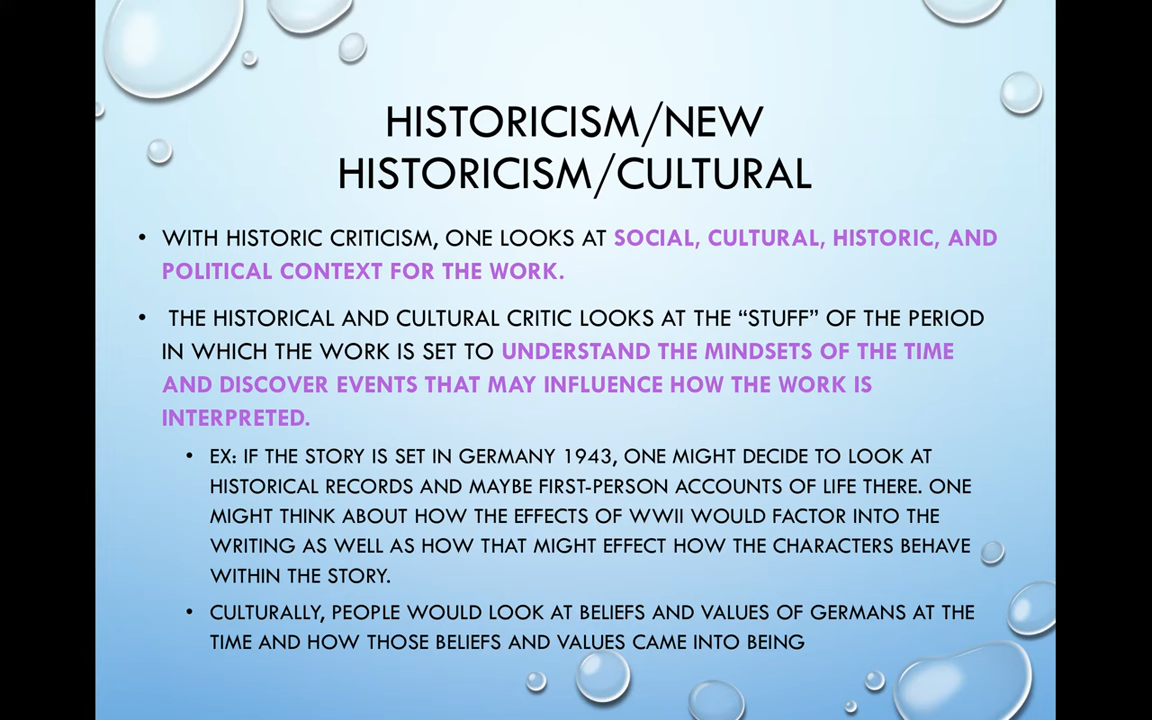 HISTORICISM/NEW
HISTORICISM/CULTURAL
• WITH HISTORIC CRITICISM, ONE LOOKS AT SOCIAL, CULTURAL, HISTORIC, AND
POLITICAL CONTEXT FOR THE WORK.
• THE HISTORICAL AND CULTURAL CRITIC LOOKS AT THE “STUFF” OF THE PERIOD
IN WHICH THE WORK IS SET TO UNDERSTAND THE MINDSETS OF THE TIME
AND DISCOVER EVENTS THAT MAY INFLUENCE HOW THE WORK IS
INTERPRETED.
• EX: IF THE STORY IS SET IN GERMANY 1943, ONE MIGHT DECIDE TO LOOK AT
HISTORICAL RECORDS AND MAYBE FIRST-PERSON ACCOUNTS OF LIFE THERE. ONE
MIGHT THINK ABOUT HOW THE EFFECTS OF WWII WOULD FACTOR INTO THE
WRITING AS WELL AS HOW THAT MIGHT EFFECT HOW THE CHARACTERS BEHAVE
WITHIN THE STORY.
• CULTURALLY, PEOPLE WOULD LOOK AT BELIEFS AND VALUES OF GERMANS AT THE
TIME AND HOW THOSE BELIEFS AND VALUES CAME INTO BEING